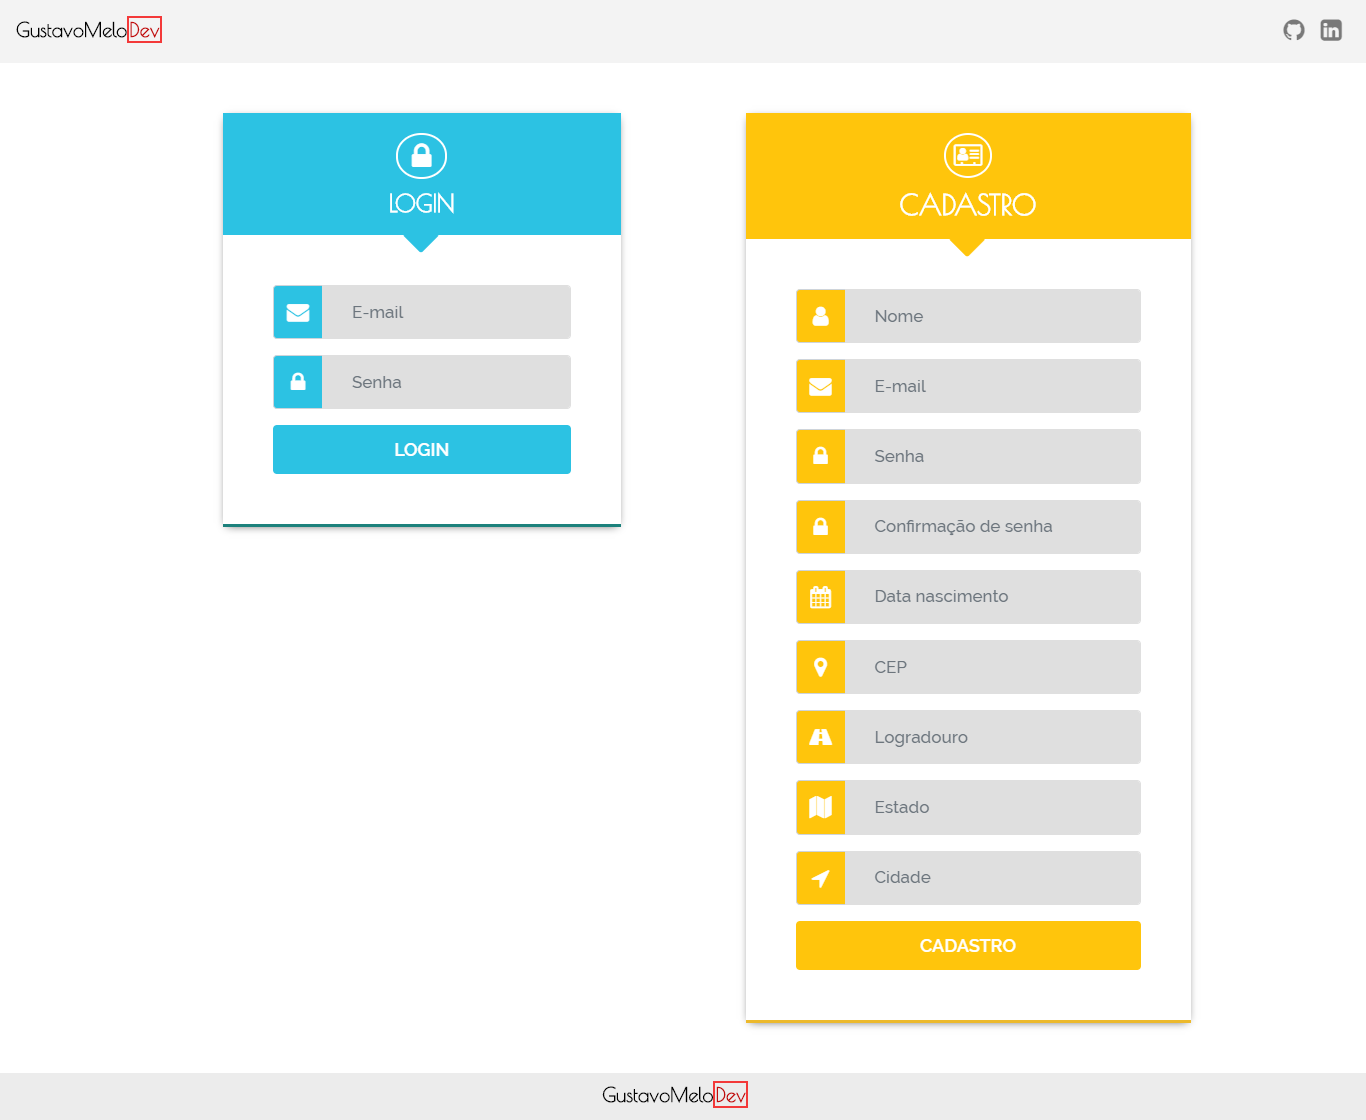 GustavoMeloDev
LOGIN
E-mail
Senha
LOGIN
CADASTRO
Nome
E-mail
Senha
Confirmação de senha
Data nascimento
CEP
Logradouro
Estado
Cidade
CADASTRO
GustavoMeloDev